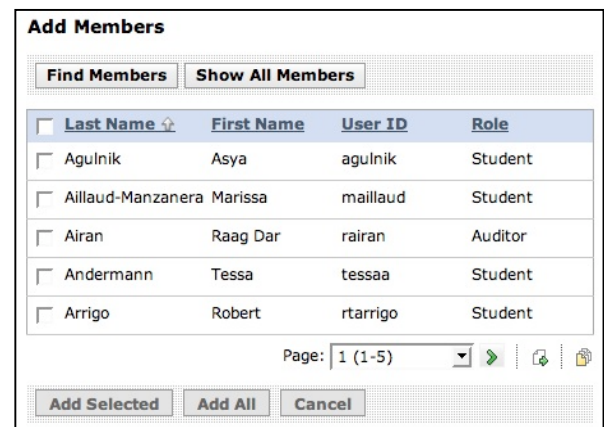 Add Members
Find Members Show All Members
Last Name First Name User ID Role
Agulnik Asya agulnik Student
Aillaud-Manzanera Marissa maillaud Student
Airan Raag Dar rairan Auditor
Andermann Tessa tessaa Student
Arrigo Robert rtarrigo Student
Page: 1 (1-5)
Add Selected Add All Cancel